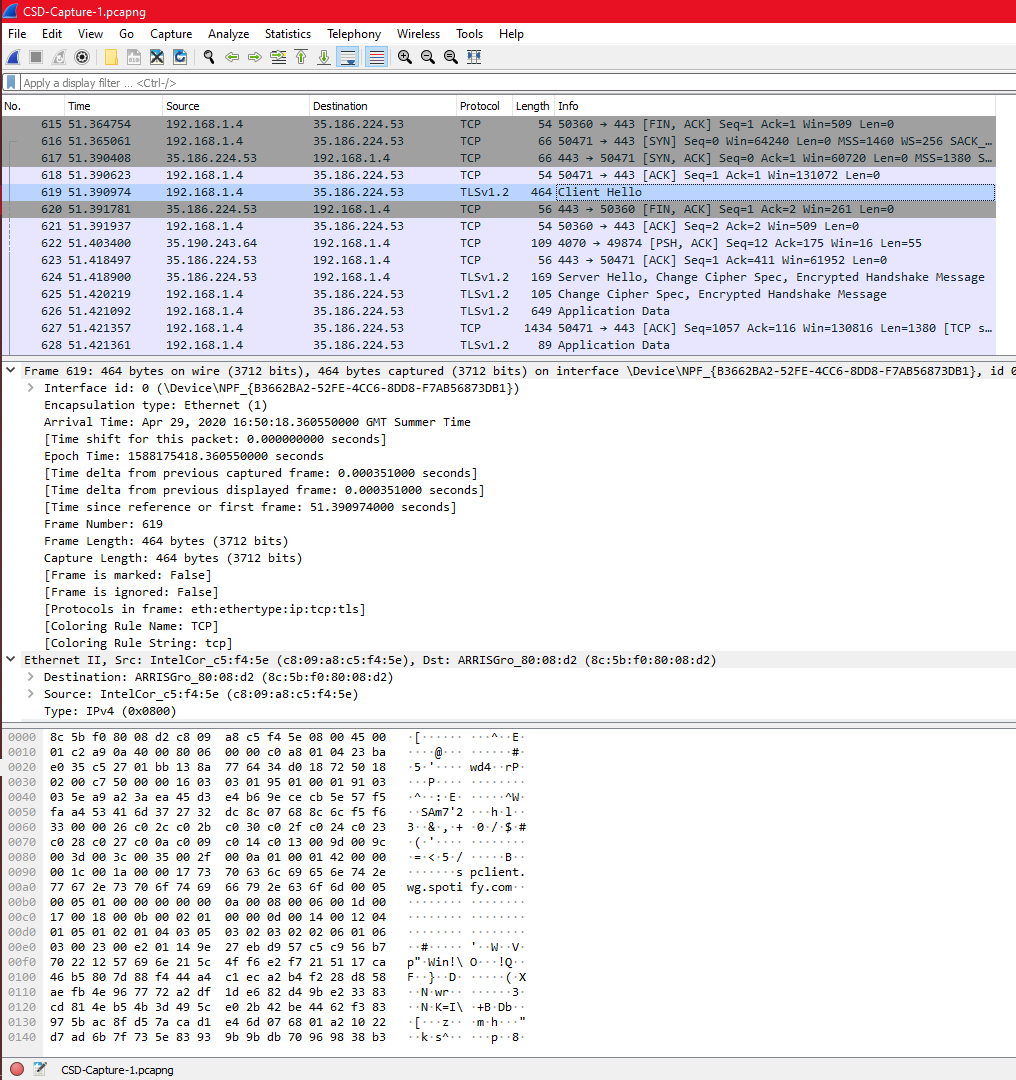 CSD-Capture-1.pcapng
File Edit View Go Capture Analyze Statistics Telephony Wireless Tools Help
Apply a display filter ... <Ctrl-/>
No. Time Source Destination Protocol Length Info
615 51.364754 192.168.1.4 35.186.224.53 TCP 54 50360 → 443 [FIN, ACK] Seq=1 Ack=1 Win=509 Len=0
616 51.365061 192.168.1.4 35.186.224.53 TCP 66 50471 → 443 [SYN] Seq=0 Win=64240 Len=0 MSS=1460 WS=256 SACK_…
617 51.390408 35.186.224.53 192.168.1.4 TCP 66 443 → 50471 [SYN, ACK] Seq=0 Ack=1 Win=60720 Len=0 MSS=1380 S…
618 51.390623 192.168.1.4 35.186.224.53 TCP 54 50471 → 443 [ACK] Seq=1 Ack=1 Win=131072 Len=0
619 51.390974 192.168.1.4 35.186.224.53 TLSv1.2 464 Client Hello
620 51.391781 35.186.224.53 192.168.1.4 TCP 56 443 → 50360 [FIN, ACK] Seq=1 Ack=2 Win=261 Len=0
621 51.391937 192.168.1.4 35.186.224.53 TCP 54 50360 → 443 [ACK] Seq=2 Ack=2 Win=509 Len=0
622 51.403400 35.190.243.64 192.168.1.4 TCP 109 4070 → 49874 [PSH, ACK] Seq=12 Ack=175 Win=16 Len=55
623 51.418497 35.186.224.53 192.168.1.4 TCP 56 443 → 50471 [ACK] Seq=1 Ack=411 Win=61952 Len=0
624 51.418900 35.186.224.53 192.168.1.4 TLSv1.2 169 Server Hello, Change Cipher Spec, Encrypted Handshake Message
625 51.420219 192.168.1.4 35.186.224.53 TLSv1.2 105 Change Cipher Spec, Encrypted Handshake Message
626 51.421092 192.168.1.4 35.186.224.53 TLSv1.2 649 Application Data
627 51.421357 192.168.1.4 35.186.224.53 TCP 1434 50471 → 443 [ACK] Seq=1057 Ack=116 Win=130816 Len=1380 [TCP s…
628 51.421361 192.168.1.4 35.186.224.53 TLSv1.2 89 Application Data
Frame 619: 464 bytes on wire (3712 bits), 464 bytes captured (3712 bits) on interface \Device\NPF_{B3662BA2-52FE-4CC6-8DD8-F7AB56873DB1}, id 0
Interface id: 0 (\Device\NPF_{B3662BA2-52FE-4CC6-8DD8-F7AB56873DB1})
Encapsulation type: Ethernet (1)
Arrival Time: Apr 29, 2020 16:50:18.360550000 GMT Summer Time
[Time shift for this packet: 0.000000000 seconds]
Epoch Time: 1588175418.360550000 seconds
[Time delta from previous captured frame: 0.000351000 seconds]
[Time delta from previous displayed frame: 0.000351000 seconds]
[Time since reference or first frame: 51.390974000 seconds]
Frame Number: 619
Frame Length: 464 bytes (3712 bits)
Capture Length: 464 bytes (3712 bits)
[Frame is marked: False]
[Frame is ignored: False]
[Protocols in frame: eth:ethertype:ip:tcp:tls]
[Coloring Rule Name: TCP]
[Coloring Rule String: tcp]
Ethernet II, Src: IntelCor_c5:f4:5e (c8:09:a8:c5:f4:5e), Dst: ARRISGro_80:08:d2 (8c:5b:f0:80:08:d2)
Destination: ARRISGro_80:08:d2 (8c:5b:f0:80:08:d2)
Source: IntelCor_c5:f4:5e (c8:09:a8:c5:f4:5e)
Type: IPv4 (0x0800)
0000 8c 5b f0 80 08 d2 c8 09 a8 c5 f4 5e 08 00 45 00 ·[······ ···^··E·
0010 01 c2 a9 0a 40 00 80 06 00 00 c0 a8 01 04 23 ba ····@··· ······#·
0020 e0 35 c5 27 01 bb 13 8a 77 64 34 d0 18 72 50 18 ·5·'···· wd4··rP·
0030 02 00 c7 50 00 00 16 03 03 01 95 01 00 01 91 03 ···P···· ········
0040 03 5e a9 a2 3a ea 45 d3 e4 b6 9e ce cb 5e 57 f5 ·^··:·E· ·····^W·
0050 fa a4 53 41 6d 37 27 32 dc 8c 07 68 8c 6c f5 f6 ··SAm7'2 ···h·l··
0060 33 00 00 26 c0 2c c0 2b c0 30 c0 2f c0 24 c0 23 3··&·,·+ ·0·/·$·#
0070 c0 28 c0 27 c0 0a c0 09 c0 14 c0 13 00 9d 00 9c ·(·'···· ········
0080 00 3d 00 3c 00 35 00 2f 00 0a 01 00 01 42 00 00 ·=·<·5·/ ·····B··
0090 00 1c 00 1a 00 00 17 73 70 63 6c 69 65 6e 74 2e ·······s pclient.
00a0 77 67 2e 73 70 6f 74 69 66 79 2e 63 6f 6d 00 05 wg.spoti fy.com··
00b0 00 05 01 00 00 00 00 00 0a 00 08 00 06 00 1d 00 ········ ········
00c0 17 00 18 00 0b 00 02 01 00 00 0d 00 14 00 12 04 ········ ········
00d0 01 05 01 02 01 04 03 05 03 02 03 02 02 06 01 06 ········ ········
00e0 03 00 23 00 e2 01 14 9e 27 eb d9 57 c5 c9 56 b7 ··#····· '··W··V·
00f0 70 22 12 57 69 6e 21 5c 4f f6 e2 f7 21 51 17 ca p"·Win!\ O···!Q··
0100 46 b5 80 7d 88 f4 44 a4 c1 ec a2 b4 f2 28 d8 58 F··}··D· ·····(·X
0110 ae fb 4e 96 77 72 a2 df 1d e6 82 d4 9b e2 33 83 ··N·wr·· ······3·
0120 cd 81 4e b5 4b 3d 49 5c e0 2b 42 be 44 62 f3 83 ··N·K=I\ ·+B·Db··
0130 97 5b ac 8f d5 7a ca d1 e4 6d 07 68 01 a2 10 22 ·[···z·· ·m·h···"
0140 d7 ad 6b 7f 73 5e 83 93 9b 9b db 70 96 98 38 b3 ··k·s^·· ···p··8·
CSD-Capture-1.pcapng